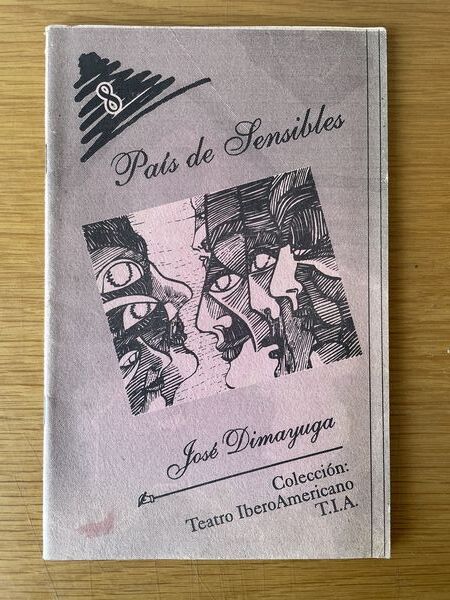 8
País de Sensibles
José Dimayuga
Colección:
Teatro IberoAmericano
T.I.A.